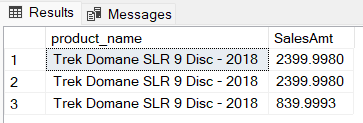 Results Messages
product_name SalesAmt
1 Trek Domane SLR 9 Disc - 2018 2399.9980
2 Trek Domane SLR 9 Disc - 2018 2399.9980
3 Trek Domane SLR 9 Disc - 2018 839.9993